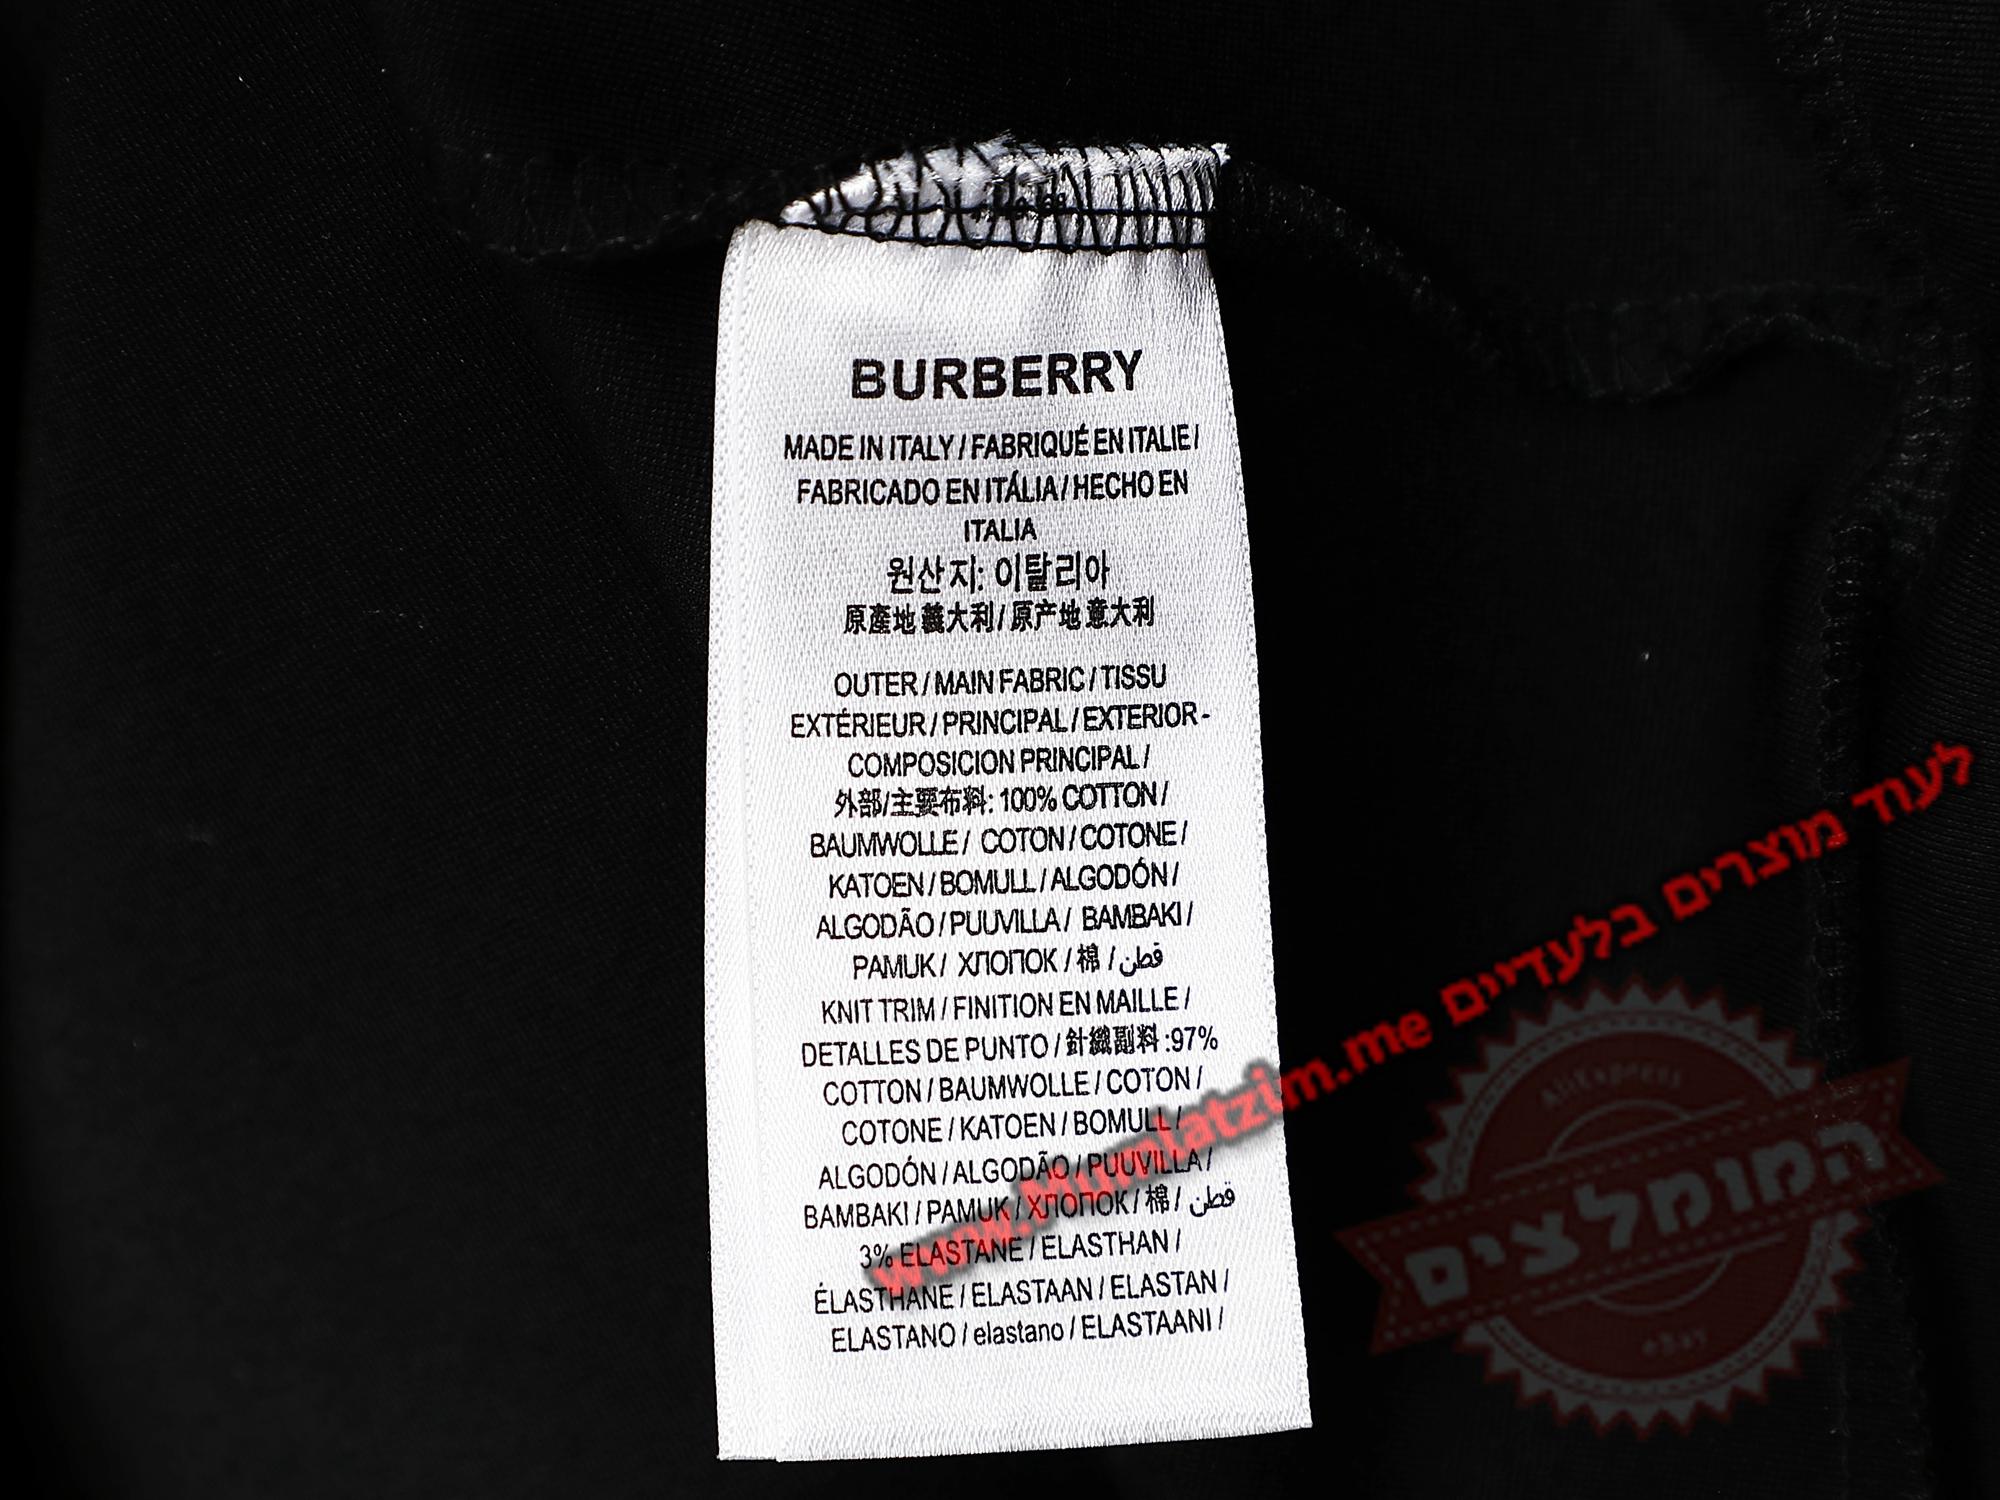 BURBERRY
MADE IN ITALY / FABRIQUÉ EN ITALIE /
FABRICADO EN ITÁLIA / HECHO EN
ITALIA
원산지: 이탈리아
原產地 義大利 / 原产地 意大利
OUTER / MAIN FABRIC / TISSU
EXTÉRIEUR / PRINCIPAL / EXTERIOR -
COMPOSICION PRINCIPAL /
外部/主要布料: 100% COTTON /
BAUMWOLLE / COTON / COTONE /
KATOEN / BOMULL / ALGODÓN /
ALGODÃO / PUUVILLA / BAMBAKI /
PAMUK / ХЛОПОК / 棉 / قطن
KNIT TRIM / FINITION EN MAILLE /
DETALLES DE PUNTO / 針織副料 :97%
COTTON / BAUMWOLLE / COTON /
COTONE / KATOEN / BOMULL /
ALGODÓN / ALGODÃO / PUUVILLA /
BAMBAKI / PAMUK / ХЛОПОК / 棉 / قطن
3% ELASTANE / ELASTHAN /
ÉLASTHANE / ELASTAAN / ELASTAN /
ELASTANO / elastano / ELASTAANI /
לעוד מוצרים בלעדיים www.Mumlatzim.me
AliExpress
המומלצים
eBay